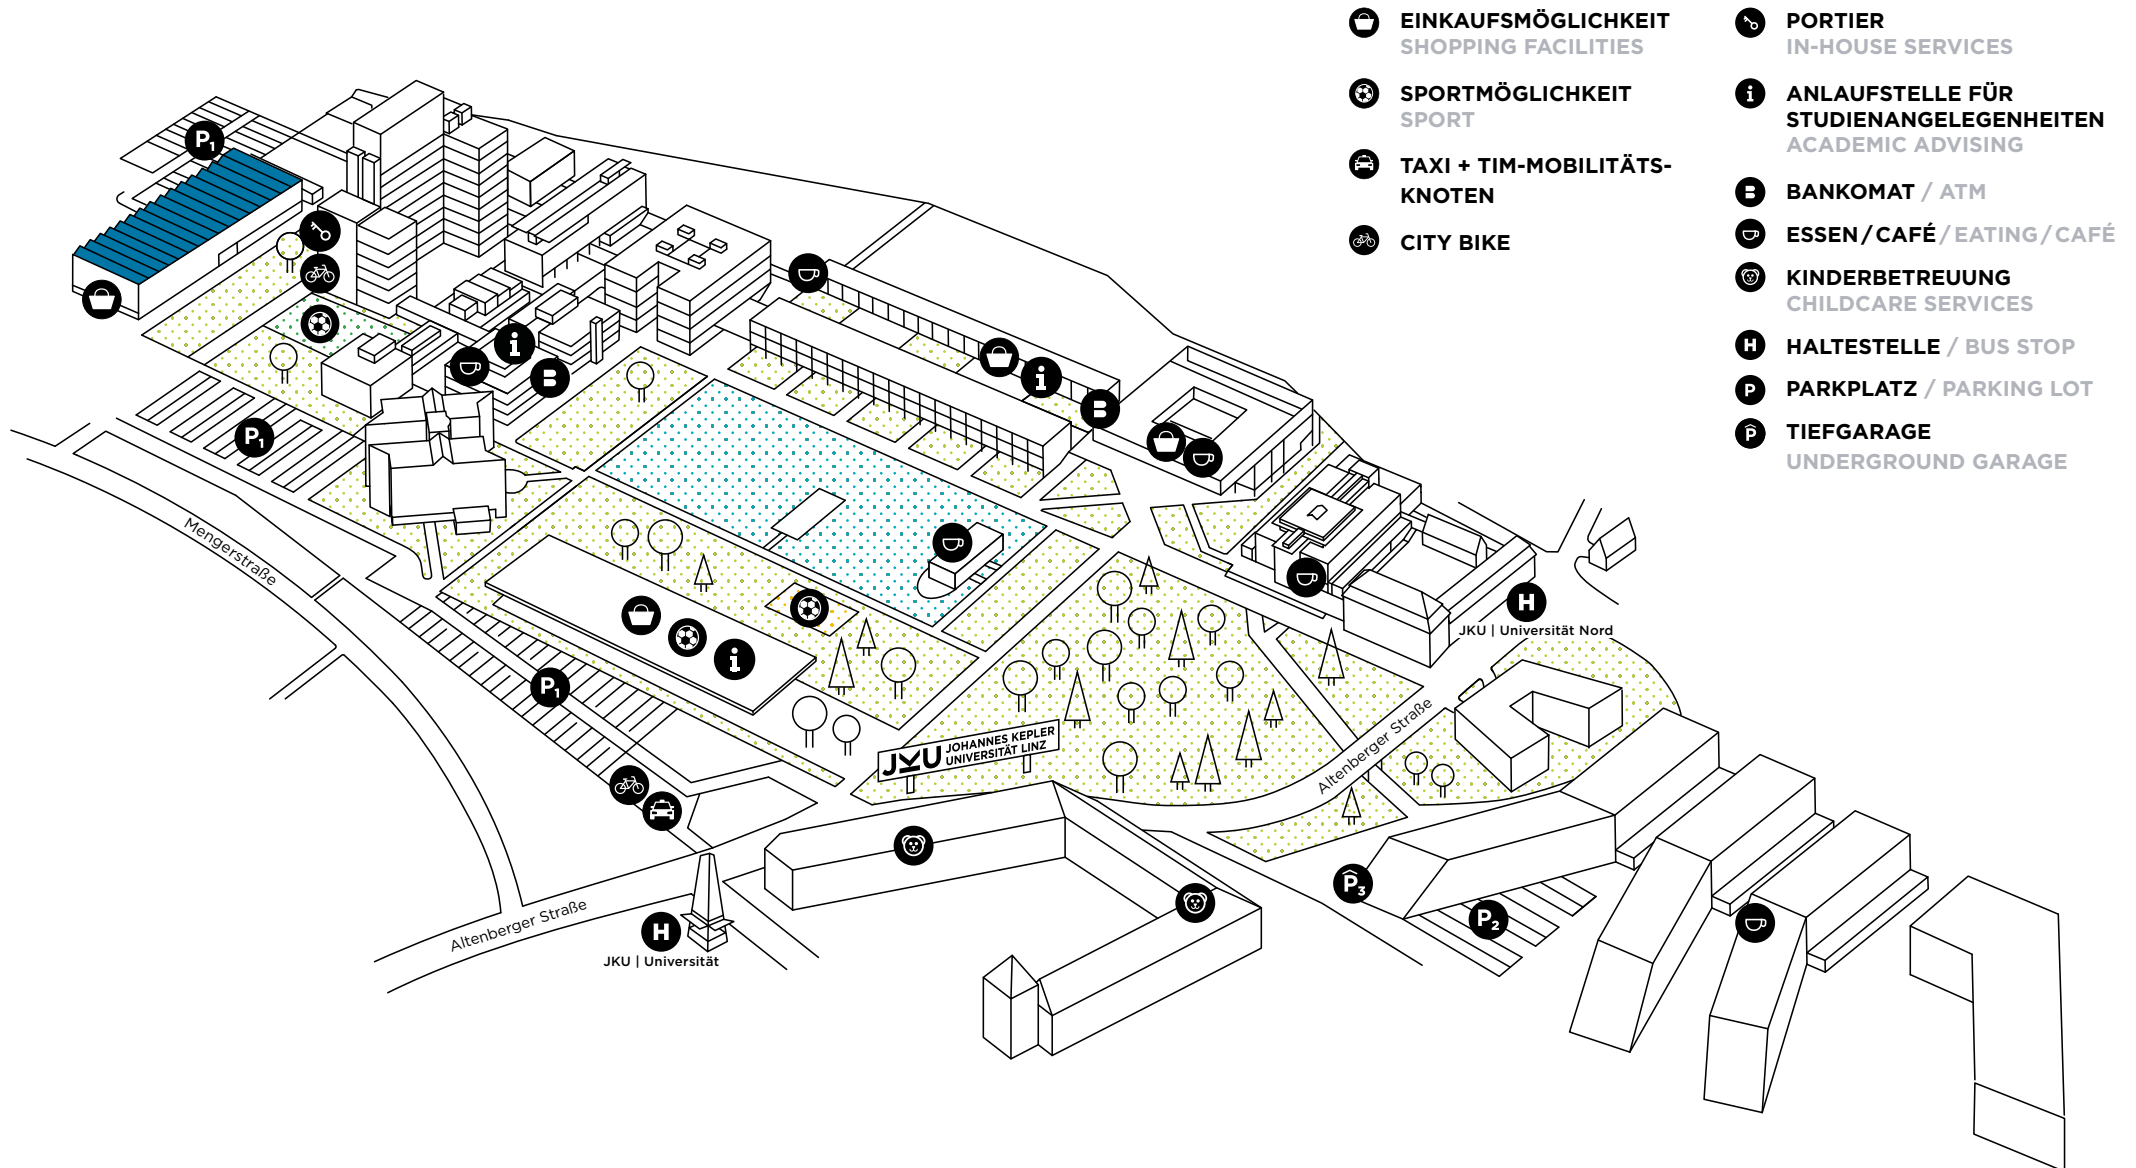 EINKAUFSMÖGLICHKEIT
SHOPPING FACILITIES
SPORTMÖGLICHKEIT
SPORT
TAXI + TIM-MOBILITÄTS-
KNOTEN
CITY BIKE
PORTIER
IN-HOUSE SERVICES
i ANLAUFSTELLE FÜR
STUDIENANGELEGENHEITEN
ACADEMIC ADVISING
B BANKOMAT / ATM
ESSEN / CAFÉ / EATING / CAFÉ
KINDERBETREUUNG
CHILDCARE SERVICES
H HALTESTELLE / BUS STOP
P PARKPLATZ / PARKING LOT
P TIEFGARAGE
UNDERGROUND GARAGE
P1
i
i
B
B
P1
Mengerstraße
H
JKU | Universität Nord
i
P1
Altenberger Straße
JKU JOHANNES KEPLER
UNIVERSITÄT LINZ
P3
P2
Altenberger Straße
H
JKU | Universität